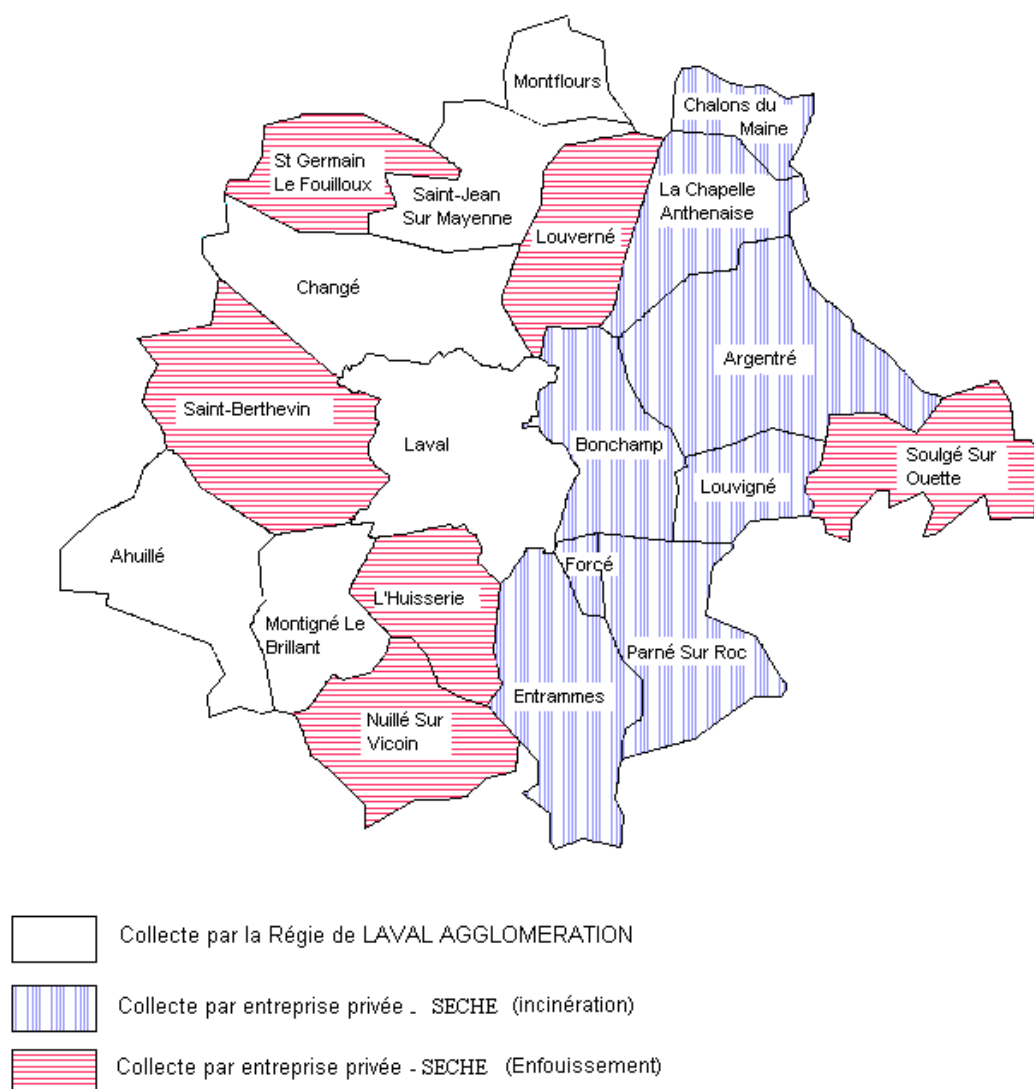 Montflours
Chalons du
Maine
St Germain
Le Fouilloux
Saint-Jean
Sur Mayenne
La Chapelle
Anthenaise
Louverné
Changé
Argentré
Saint-Berthevin
Laval
Bonchamp
Soulgé Sur
Ouette
Louvigné
Ahuillé
Forcé
L'Huisserie
Montigné Le
Brillant
Parné Sur Roc
Entrammes
Nuillé Sur
Vicoin
Collecte par la Régie de LAVAL AGGLOMERATION
Collecte par entreprise privée - SECHE (incinération)
Collecte par entreprise privée - SECHE (Enfouissement)